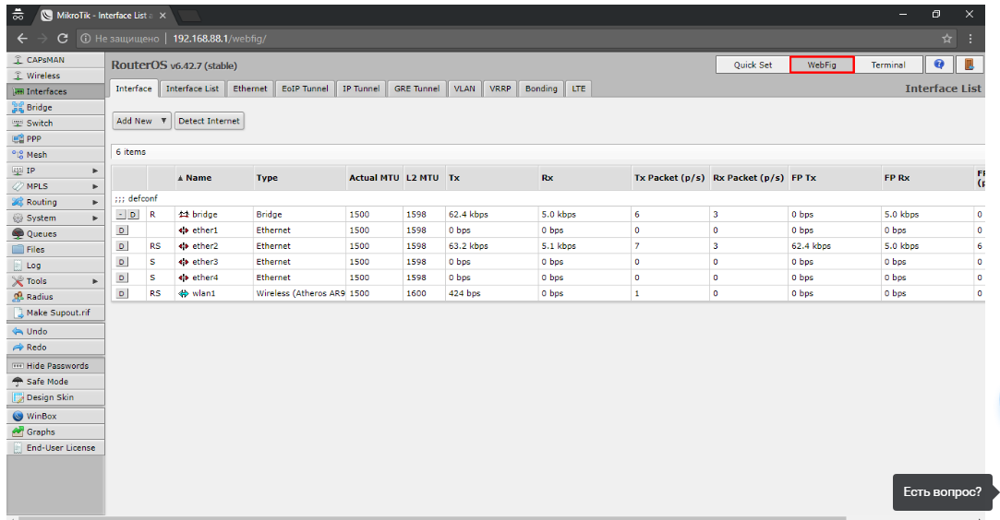 MikroTik - Interface List a
Не защищено | 192.168.88.1/webfig/
CAPsMAN
Wireless
Interfaces
Bridge
Switch
PPP
Mesh
IP
MPLS
Routing
System
Queues
Files
Log
Tools
Radius
Make Supout.rif
Undo
Redo
Hide Passwords
Safe Mode
Design Skin
WinBox
Graphs
End-User License
RouterOS v6.42.7 (stable)
Quick Set WebFig Terminal
Interface Interface List Ethernet EoIP Tunnel IP Tunnel GRE Tunnel VLAN VRRP Bonding LTE Interface List
Add New ▼ Detect Internet
6 items
▲ Name Type Actual MTU L2 MTU Tx Rx Tx Packet (p/s) Rx Packet (p/s) FP Tx FP Rx
;;; defconf
- D R bridge Bridge 1500 1598 62.4 kbps 5.0 kbps 6 3 0 bps 5.0 kbps 0
D ether1 Ethernet 1500 1598 0 bps 0 bps 0 0 0 bps 0 bps 0
D RS ether2 Ethernet 1500 1598 63.2 kbps 5.1 kbps 7 3 62.4 kbps 5.0 kbps 6
D S ether3 Ethernet 1500 1598 0 bps 0 bps 0 0 0 bps 0 bps 0
D S ether4 Ethernet 1500 1598 0 bps 0 bps 0 0 0 bps 0 bps 0
D RS wlan1 Wireless (Atheros AR9 1500 1600 424 bps 0 bps 1 0 0 bps 0 bps 0
Есть вопрос?